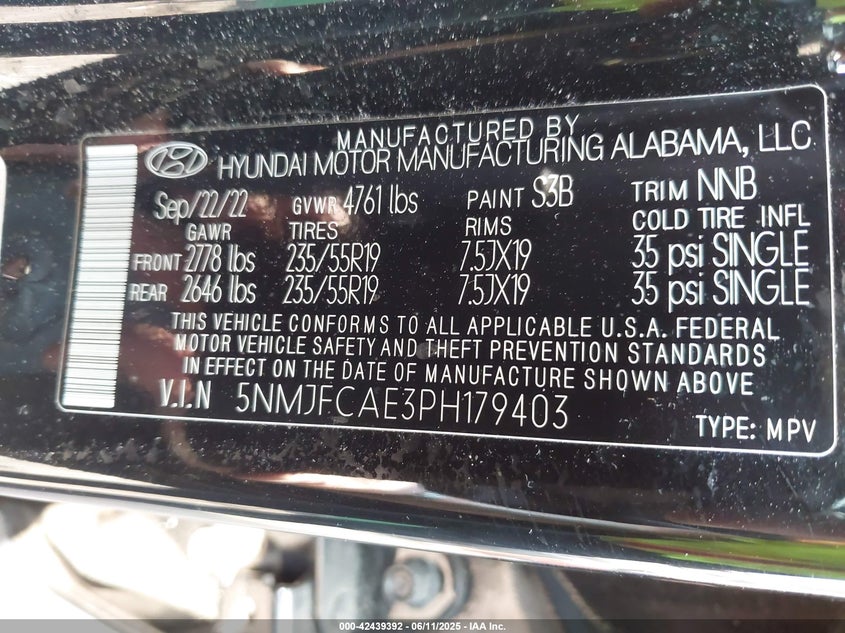 MANUFACTURED BY
HYUNDAI MOTOR MANUFACTURING ALABAMA, LLC
Sep/22/22 GVWR 4761 lbs PAINT S3B TRIM NNB
GAWR TIRES RIMS COLD TIRE INFL
FRONT 2778 lbs 235/55R19 7.5JX19 35 psi SINGLE
REAR 2646 lbs 235/55R19 7.5JX19 35 psi SINGLE
THIS VEHICLE CONFORMS TO ALL APPLICABLE U.S.A. FEDERAL
MOTOR VEHICLE SAFETY AND THEFT PREVENTION STANDARDS
IN EFFECT ON THE DATE OF MANUFACTURE SHOWN ABOVE
V.I.N 5NMJFCAE3PH179403
TYPE: MPV
000-42439392 - 06/11/2025 - IAA Inc.